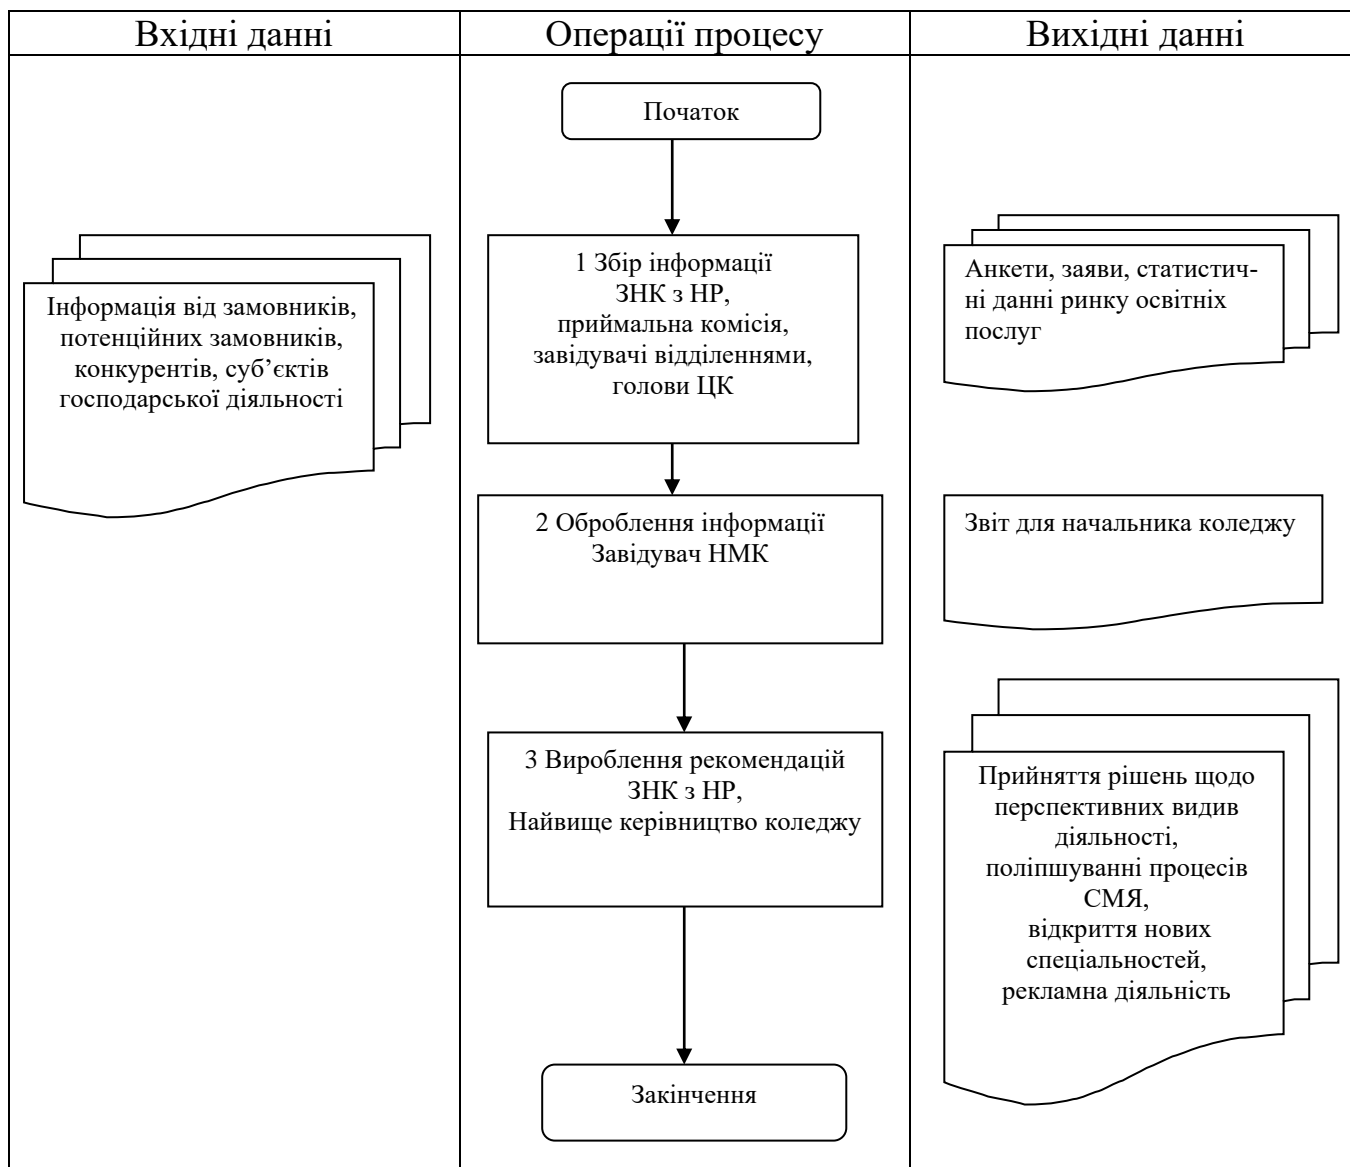 Вхідні данні
Операції процесу
Вихідні данні
Початок
Інформація від замовників,
потенційних замовників,
конкурентів, суб’єктів
господарської діяльності
1 Збір інформації
ЗНК з НР,
приймальна комісія,
завідувачі відділеннями,
голови ЦК
Анкети, заяви, статистич-
ні данні ринку освітніх
послуг
2 Оброблення інформації
Завідувач НМК
Звіт для начальника коледжу
3 Вироблення рекомендацій
ЗНК з НР,
Найвище керівництво коледжу
Прийняття рішень щодо
перспективних видив
діяльності,
поліпшуванні процесів
СМЯ,
відкриття нових
спеціальностей,
рекламна діяльність
Закінчення